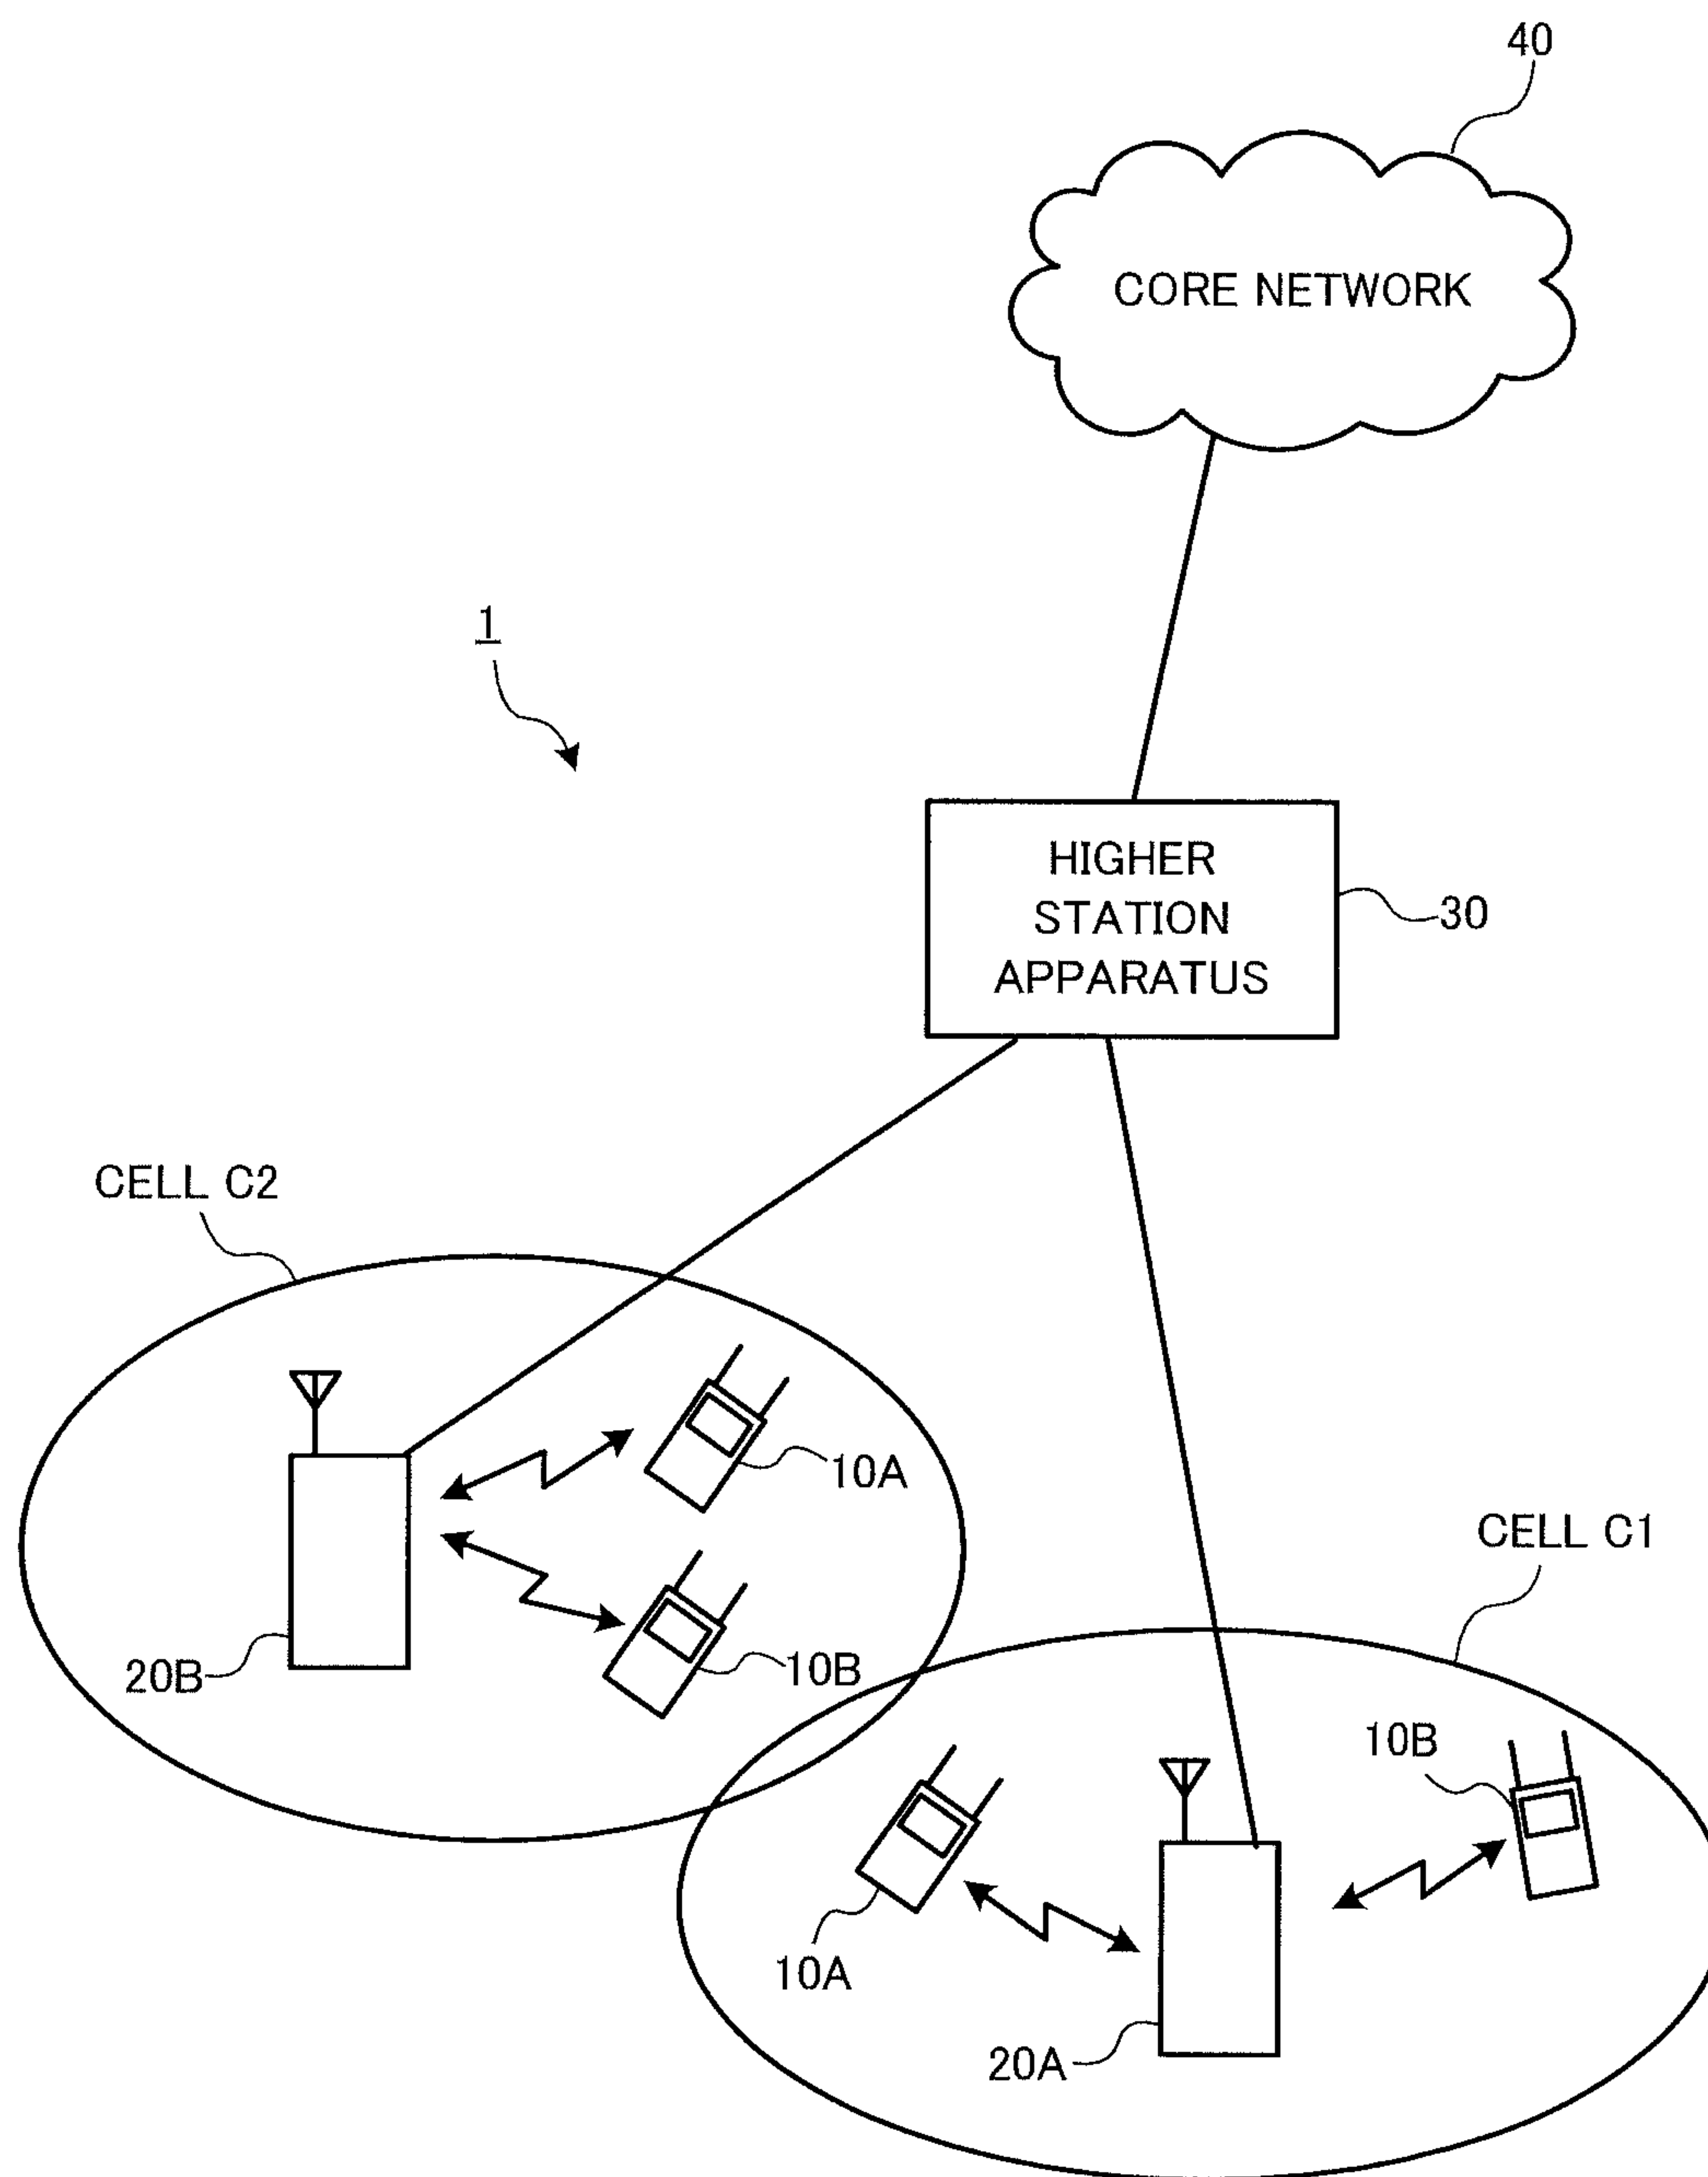 40
CORE NETWORK
1
HIGHER
STATION
APPARATUS
30
CELL C2
10A
CELL C1
20B
10B
10B
10A
20A